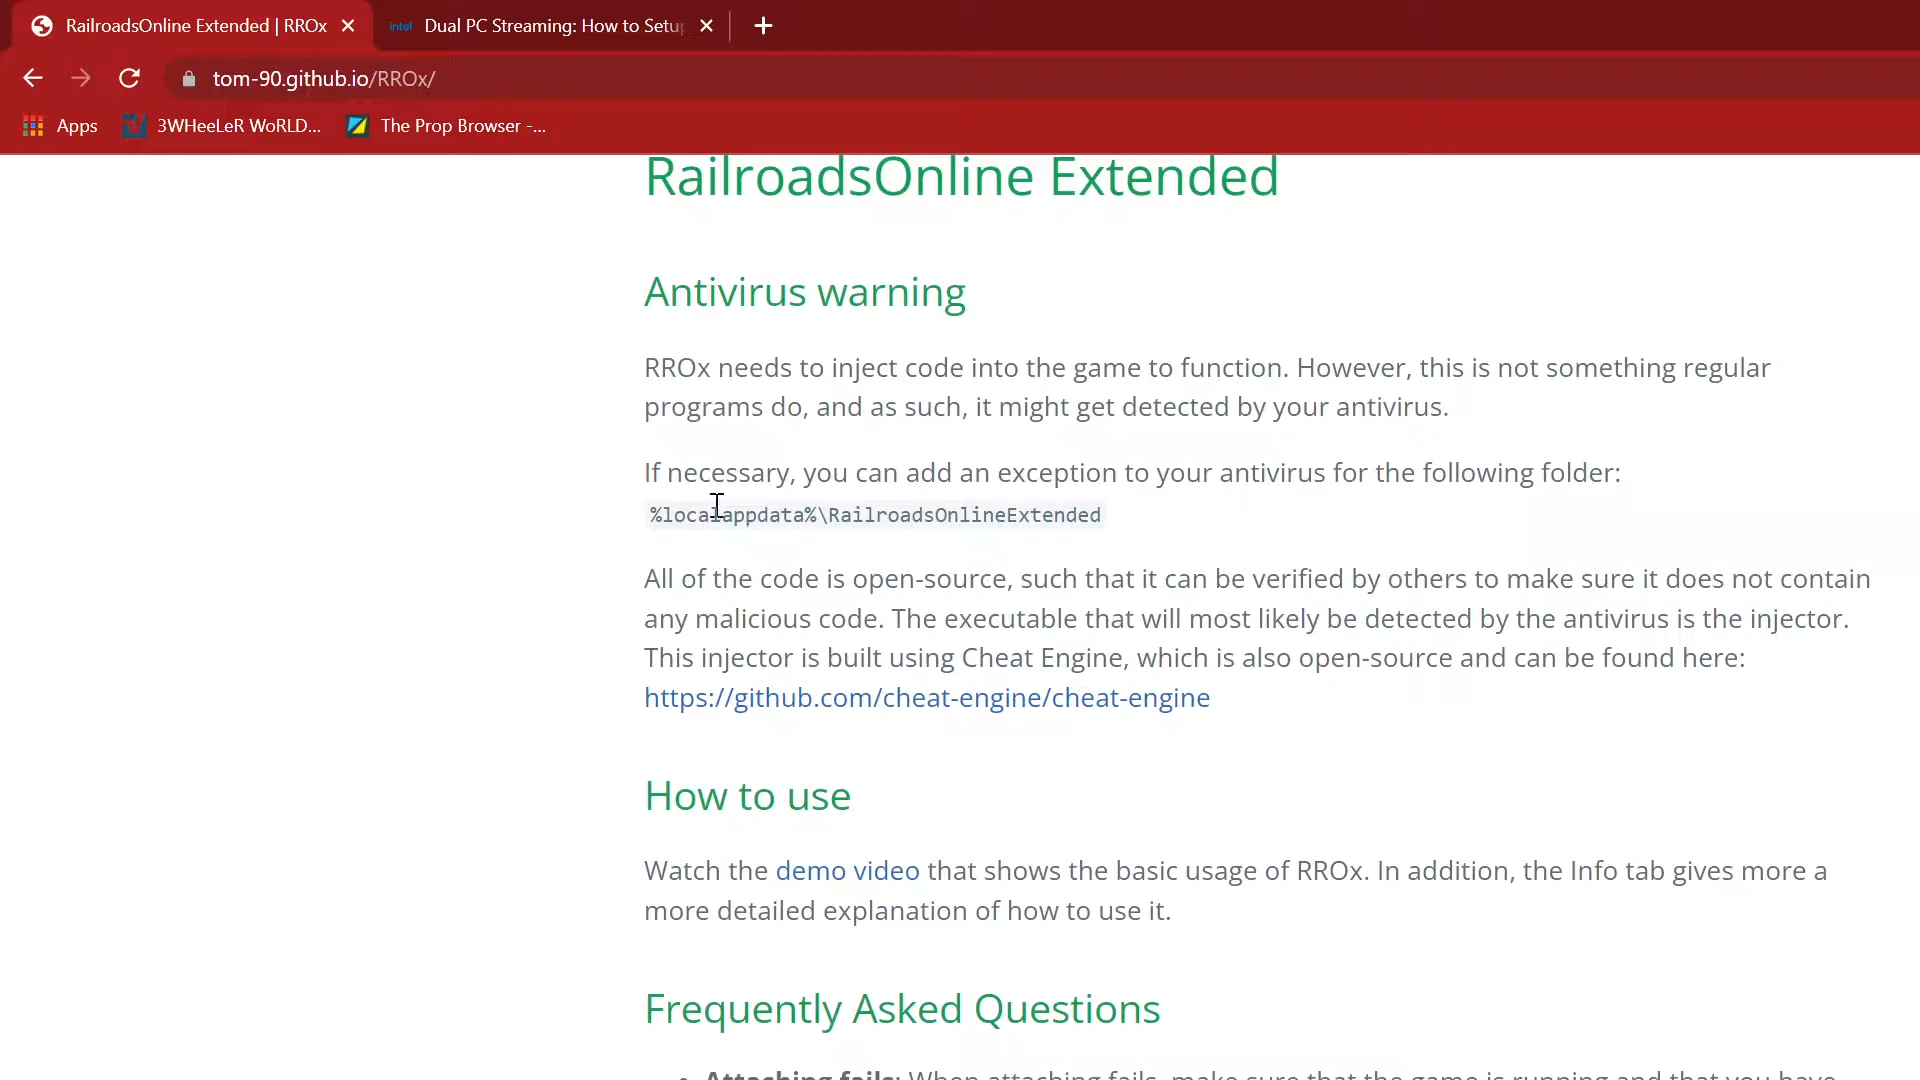 RailroadsOnline Extended | RROx
intel Dual PC Streaming: How to Setup
tom-90.github.io/RROx/
Apps 3WHeeLeR WoRLD... The Prop Browser -...
RailroadsOnline Extended
Antivirus warning
RROx needs to inject code into the game to function. However, this is not something regular
programs do, and as such, it might get detected by your antivirus.
If necessary, you can add an exception to your antivirus for the following folder:
%localappdata%\RailroadsOnlineExtended
All of the code is open-source, such that it can be verified by others to make sure it does not contain
any malicious code. The executable that will most likely be detected by the antivirus is the injector.
This injector is built using Cheat Engine, which is also open-source and can be found here:
https://github.com/cheat-engine/cheat-engine
How to use
Watch the demo video that shows the basic usage of RROx. In addition, the Info tab gives more a
more detailed explanation of how to use it.
Frequently Asked Questions
Attaching fails: When attaching fails, make sure that the game is running and that you have